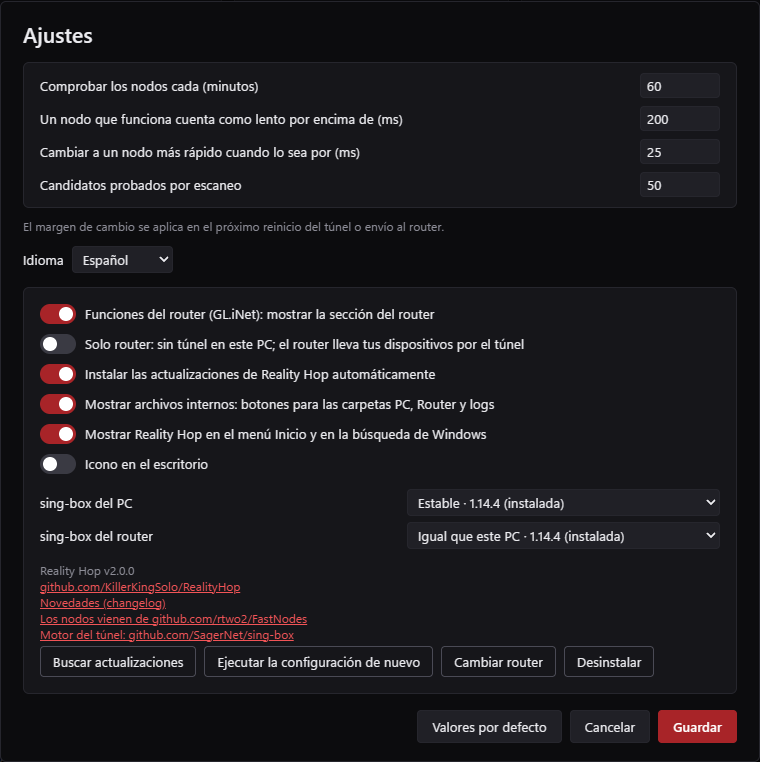 Ajustes
Comprobar los nodos cada (minutos) 60
Un nodo que funciona cuenta como lento por encima de (ms) 200
Cambiar a un nodo más rápido cuando lo sea por (ms) 25
Candidatos probados por escaneo 50
El margen de cambio se aplica en el próximo reinicio del túnel o envío al router.
Idioma Español
Funciones del router (GL.iNet): mostrar la sección del router
Solo router: sin túnel en este PC; el router lleva tus dispositivos por el túnel
Instalar las actualizaciones de Reality Hop automáticamente
Mostrar archivos internos: botones para las carpetas PC, Router y logs
Mostrar Reality Hop en el menú Inicio y en la búsqueda de Windows
Icono en el escritorio
sing-box del PC Estable · 1.14.4 (instalada)
sing-box del router Igual que este PC · 1.14.4 (instalada)
Reality Hop v2.0.0
github.com/KillerKingSolo/RealityHop
Novedades (changelog)
Los nodos vienen de github.com/rtwo2/FastNodes
Motor del túnel: github.com/SagerNet/sing-box
Buscar actualizaciones Ejecutar la configuración de nuevo Cambiar router Desinstalar
Valores por defecto Cancelar Guardar